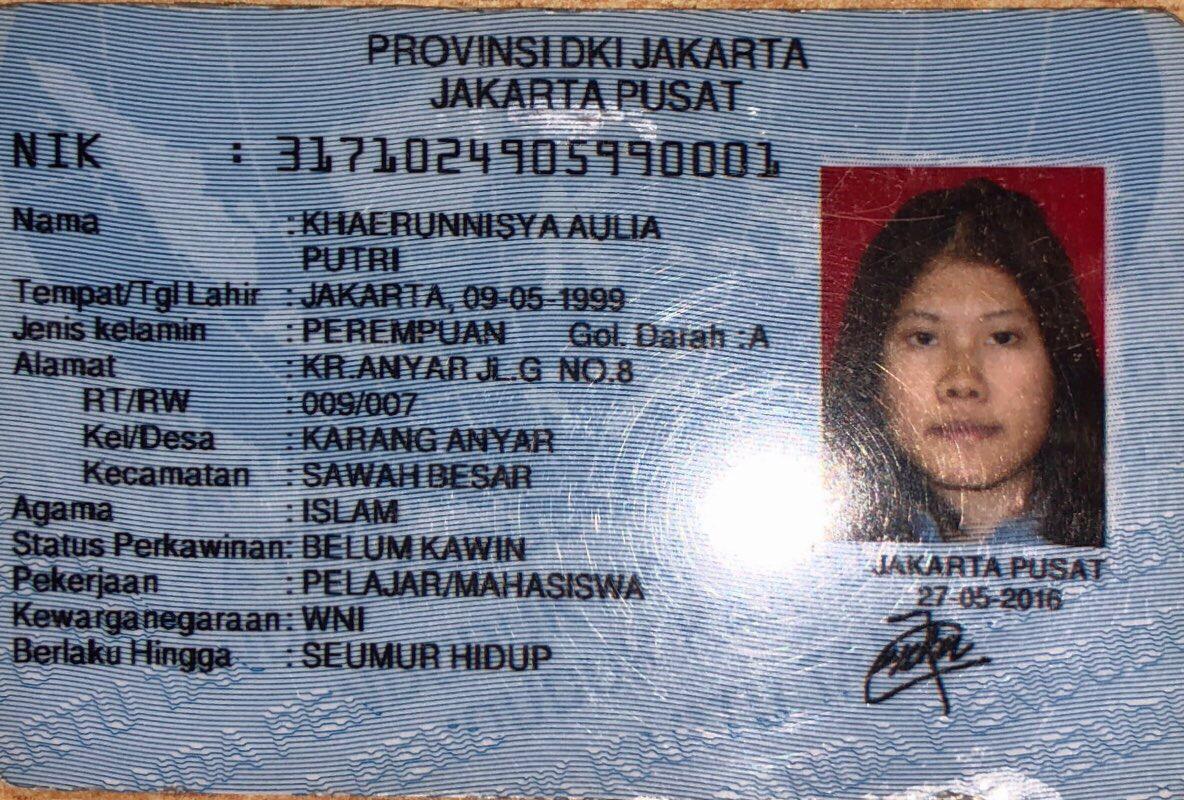 PROVINSI DKI JAKARTA
JAKARTA PUSAT
NIK : 3171024905990001
Nama : KHAERUNNISYA AULIA
PUTRI
Tempat/Tgl Lahir : JAKARTA, 09-05-1999
Jenis kelamin : PEREMPUAN Gol. Darah : A
Alamat : KR.ANYAR JL.G NO.8
RT/RW : 009/007
Kel/Desa : KARANG ANYAR
Kecamatan : SAWAH BESAR
Agama : ISLAM
Status Perkawinan: BELUM KAWIN
Pekerjaan : PELAJAR/MAHASISWA
Kewarganegaraan: WNI
Berlaku Hingga : SEUMUR HIDUP
JAKARTA PUSAT
27-05-2016